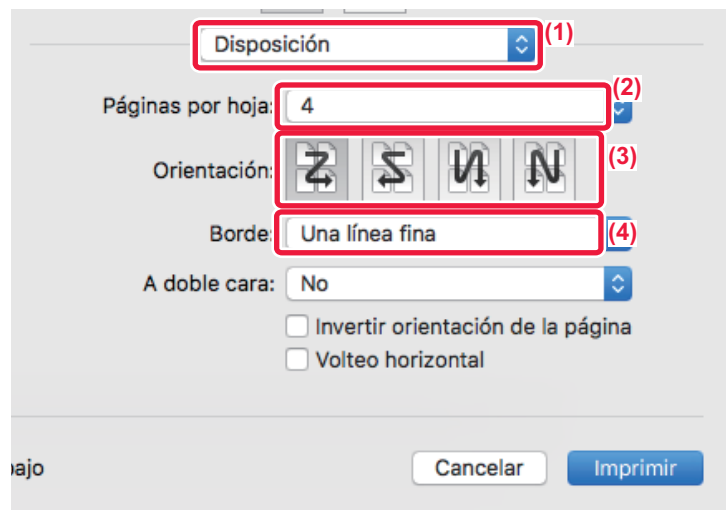 Disposición (1)
Páginas por hoja: 4 (2)
Orientación: (3)
Borde: Una línea fina (4)
A doble cara: No
Invertir orientación de la página
Volteo horizontal
Cancelar Imprimir